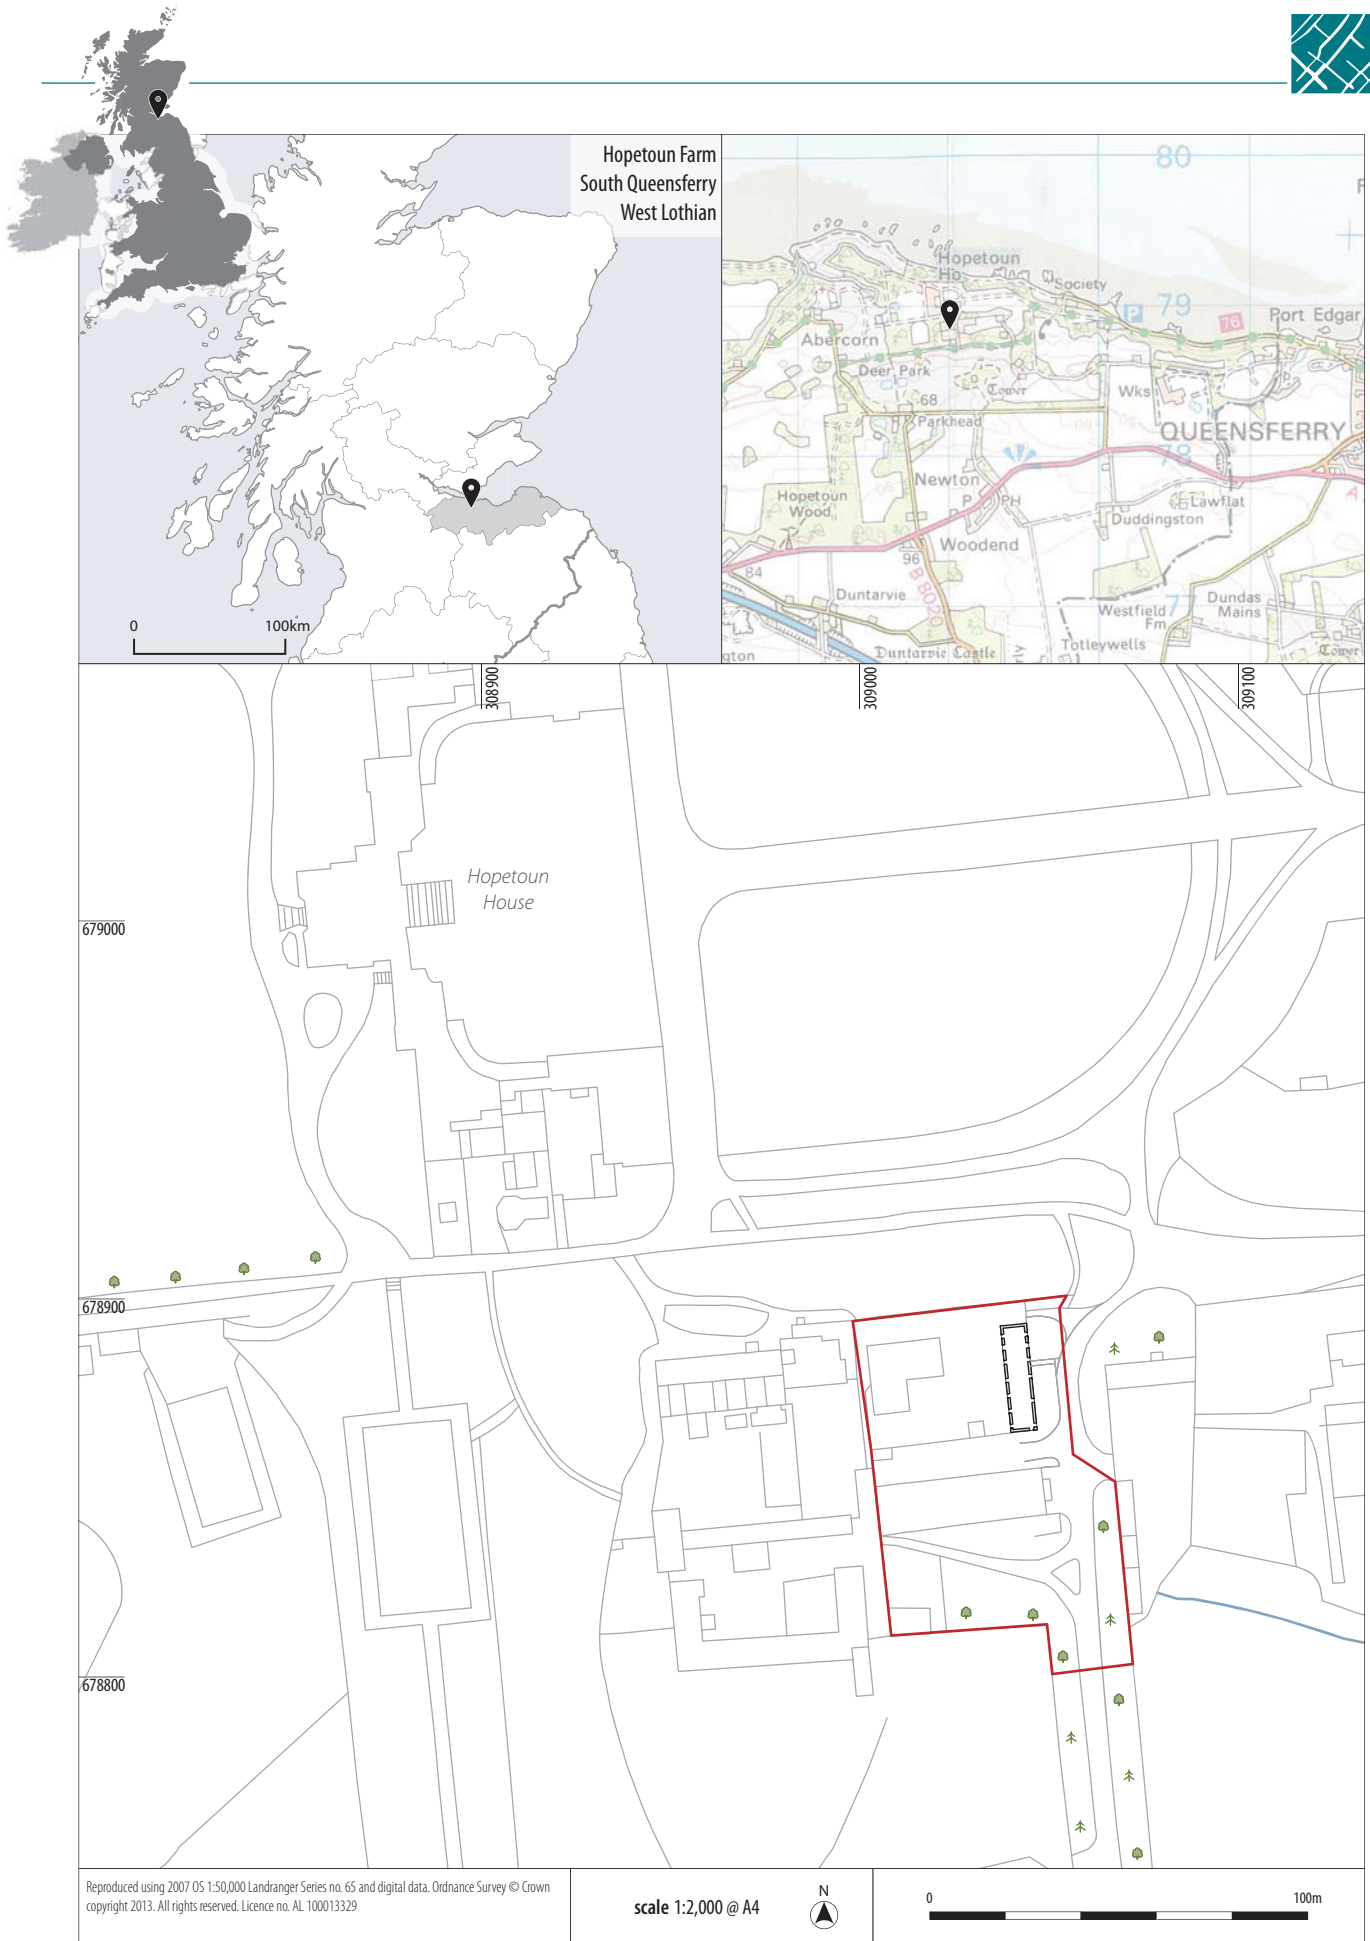 Hopetoun Farm
South Queensferry
West Lothian
0 100km
80
Hopetoun
Ho
Society
P
79
76
Port Edgar
Abercorn
Deer Park
Tower
Wks
68
Parkhead
QUEENSFERRY
78
Newton
P PH
Hopetoun
Wood
Lawflat
Duddingston
A
Woodend
96
84
B 8020
Duntarvie
77
Westfield
Fm
Dundas
Mains
Totleywells
Duntarvie Castle
Tower
gton
308900
309000
309100
Hopetoun
House
679000
678900
678800
Reproduced using 2007 OS 1:50,000 Landranger Series no. 65 and digital data. Ordnance Survey © Crown
copyright 2013. All rights reserved. Licence no. AL 100013329
scale 1:2,000 @ A4
N
0 100m